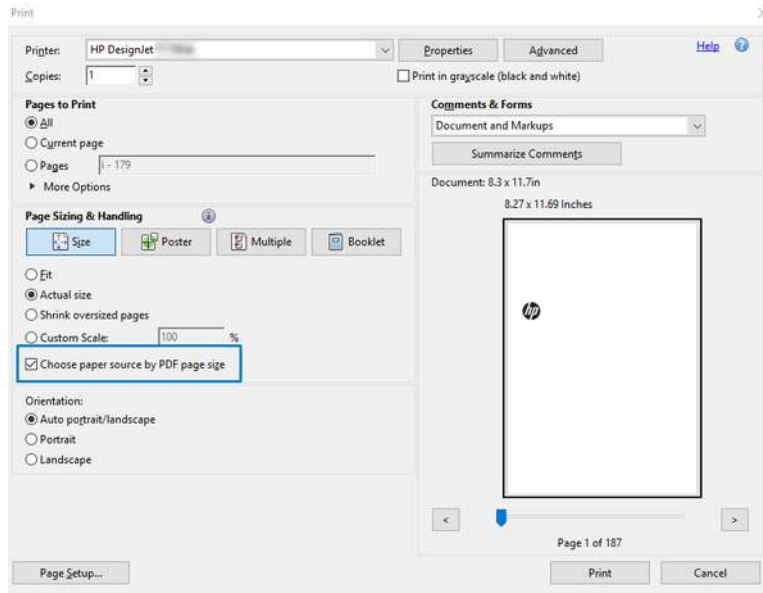 Print
Printer: HP DesignJet Properties Advanced Help
Copies: 1 Print in grayscale (black and white)
Pages to Print
All
Current page
Pages i - 179
More Options
Page Sizing & Handling
Size Poster Multiple Booklet
Fit
Actual size
Shrink oversized pages
Custom Scale: 100 %
Choose paper source by PDF page size
Orientation:
Auto portrait/landscape
Portrait
Landscape
Comments & Forms
Document and Markups
Summarize Comments
Document: 8.3 x 11.7in
8.27 x 11.69 Inches
hp
< >
Page 1 of 187
Page Setup... Print Cancel